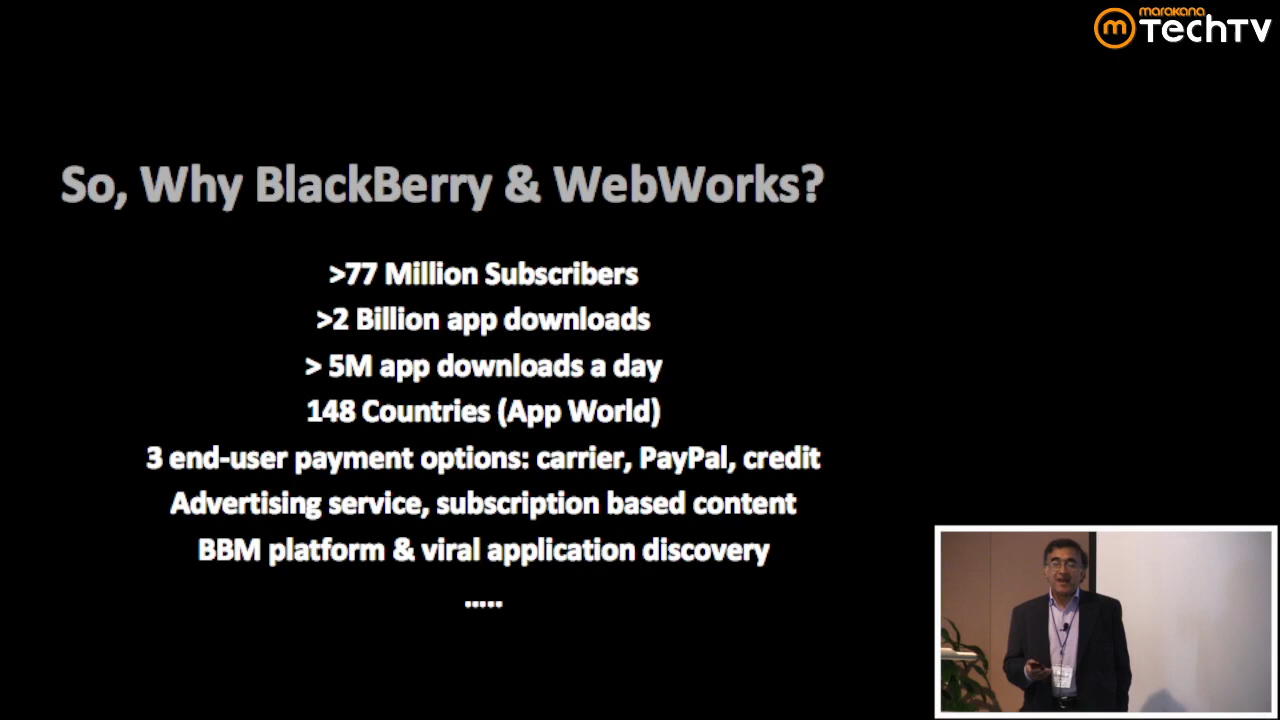 marakana
m TechTV
So, Why BlackBerry & WebWorks?
>77 Million Subscribers
>2 Billion app downloads
> 5M app downloads a day
148 Countries (App World)
3 end-user payment options: carrier, PayPal, credit
Advertising service, subscription based content
BBM platform & viral application discovery
.....